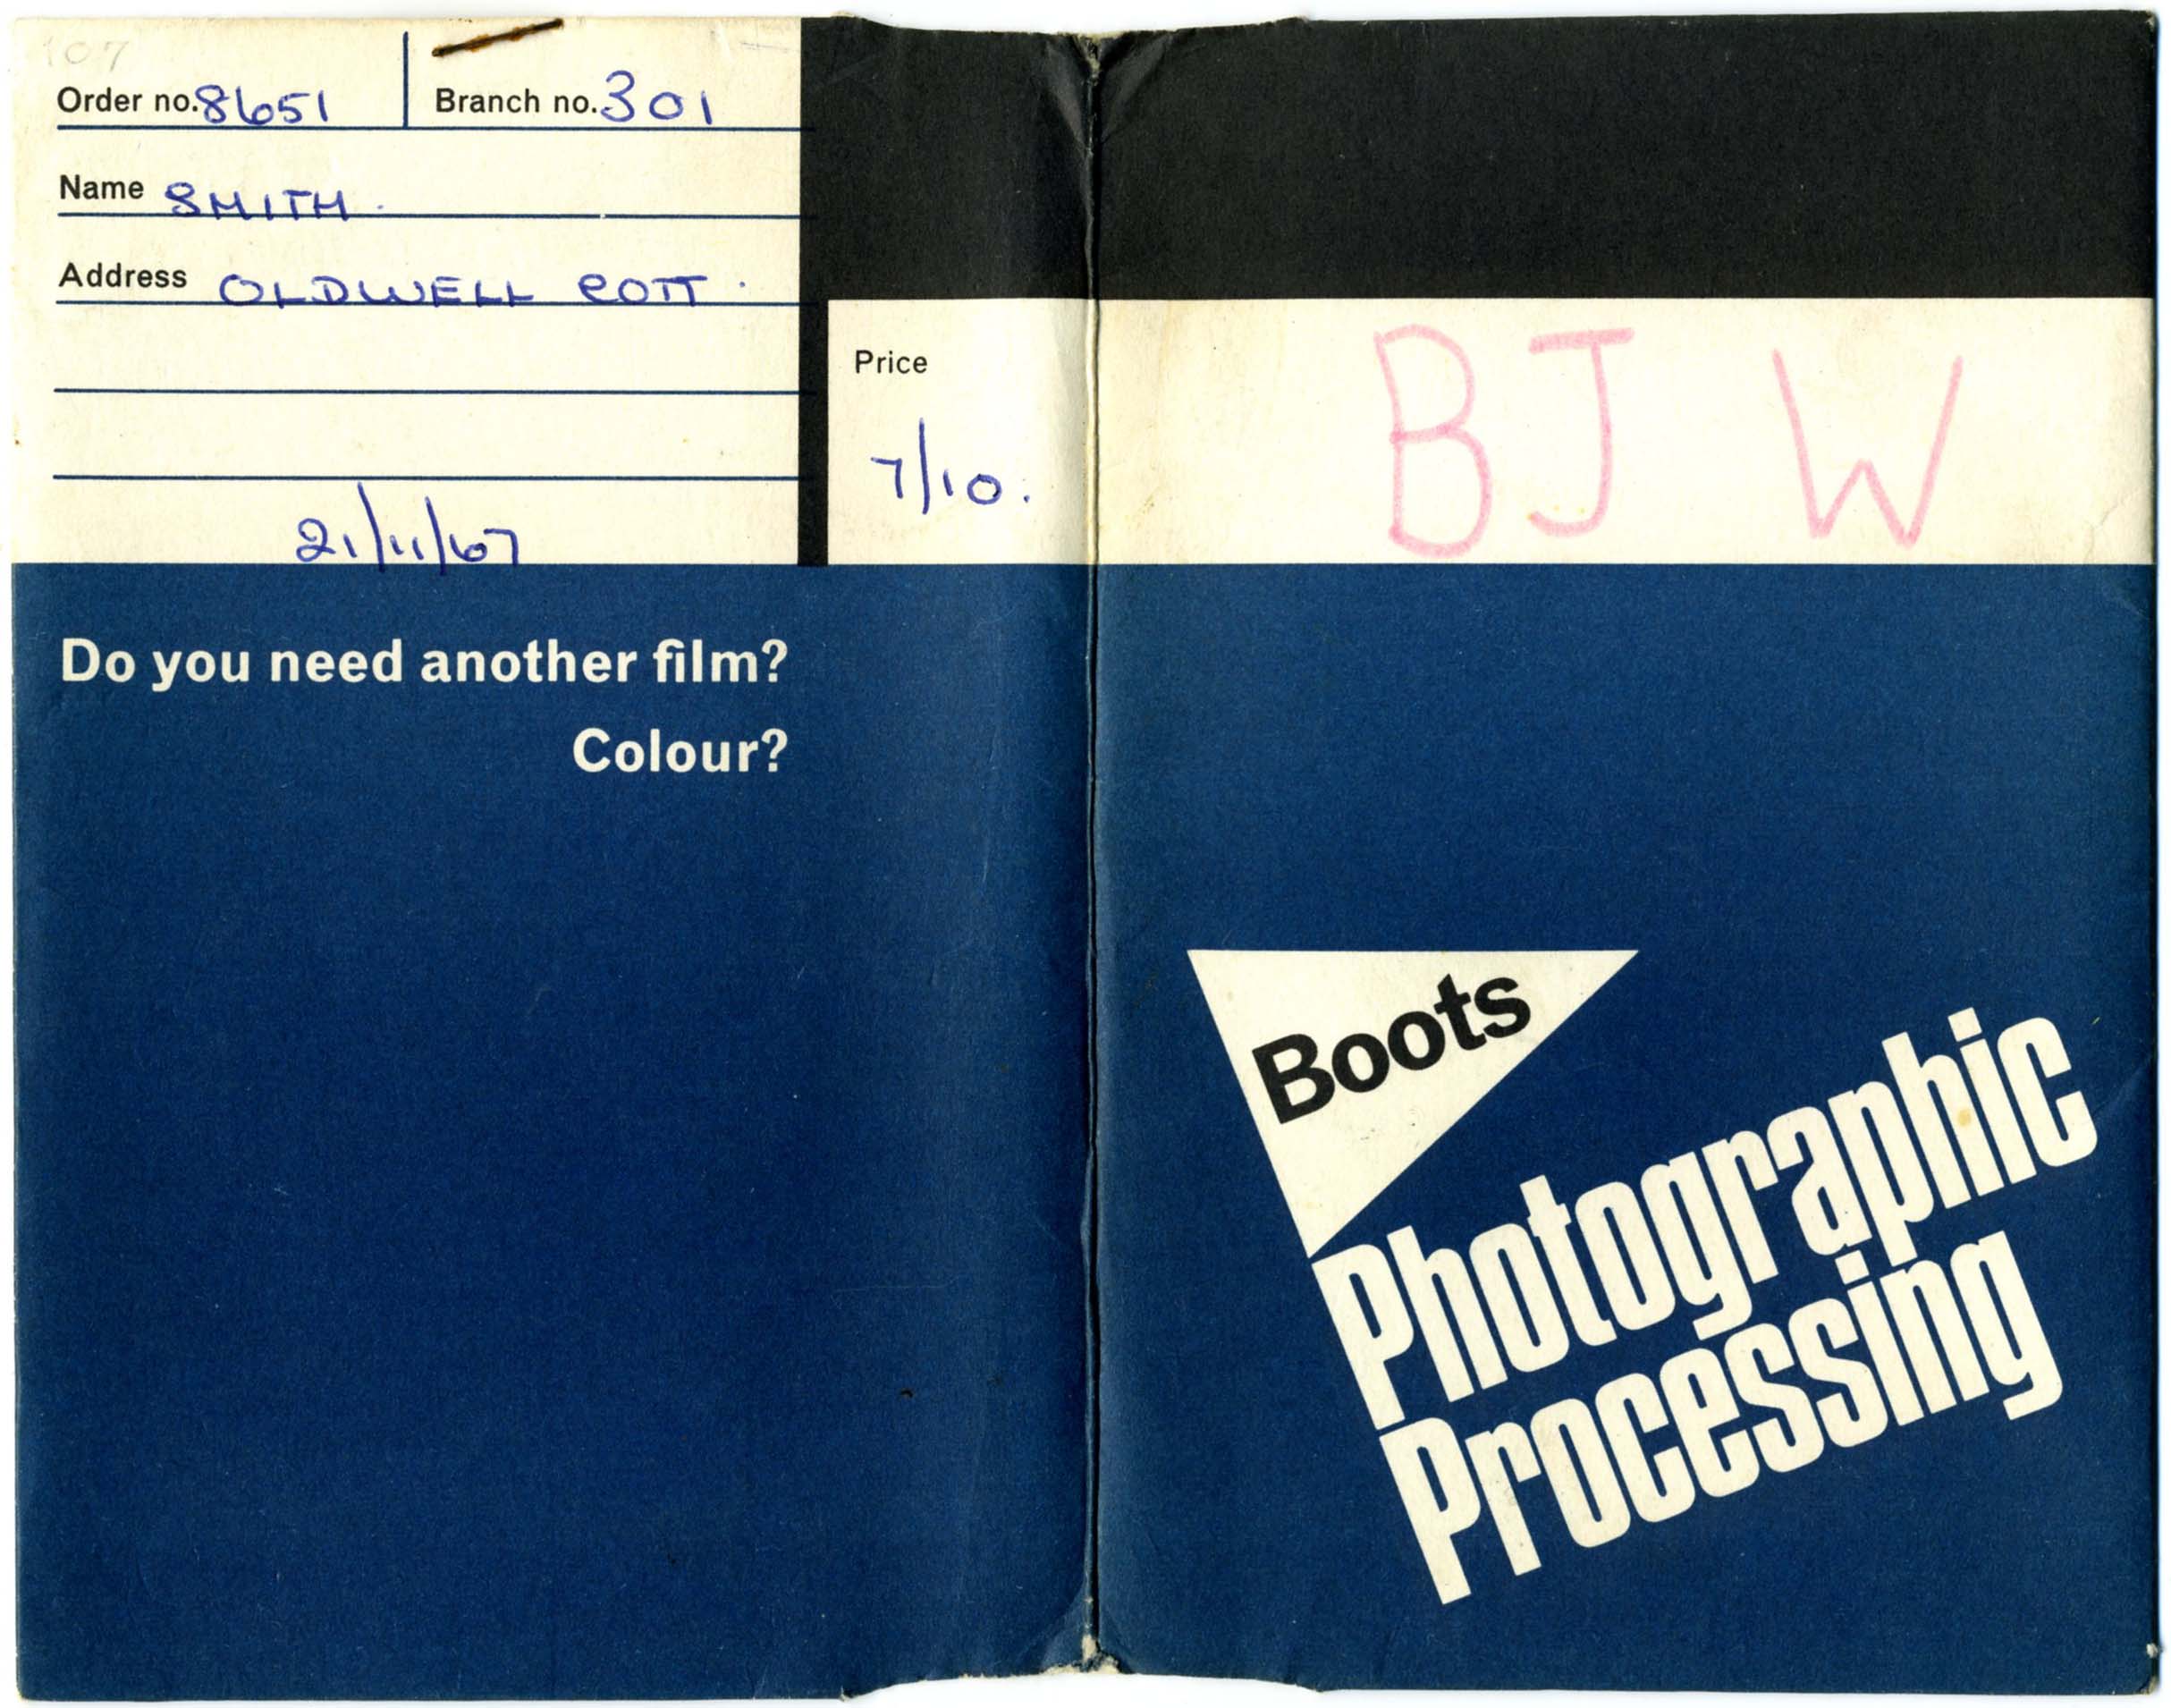 107
Order no. 8651 Branch no. 301
Name SMITH.
Address OLDWELL COTT.
21/11/67
Price
7/10.
Do you need another film?
Colour?
BJ W
Boots
Photographic
Processing